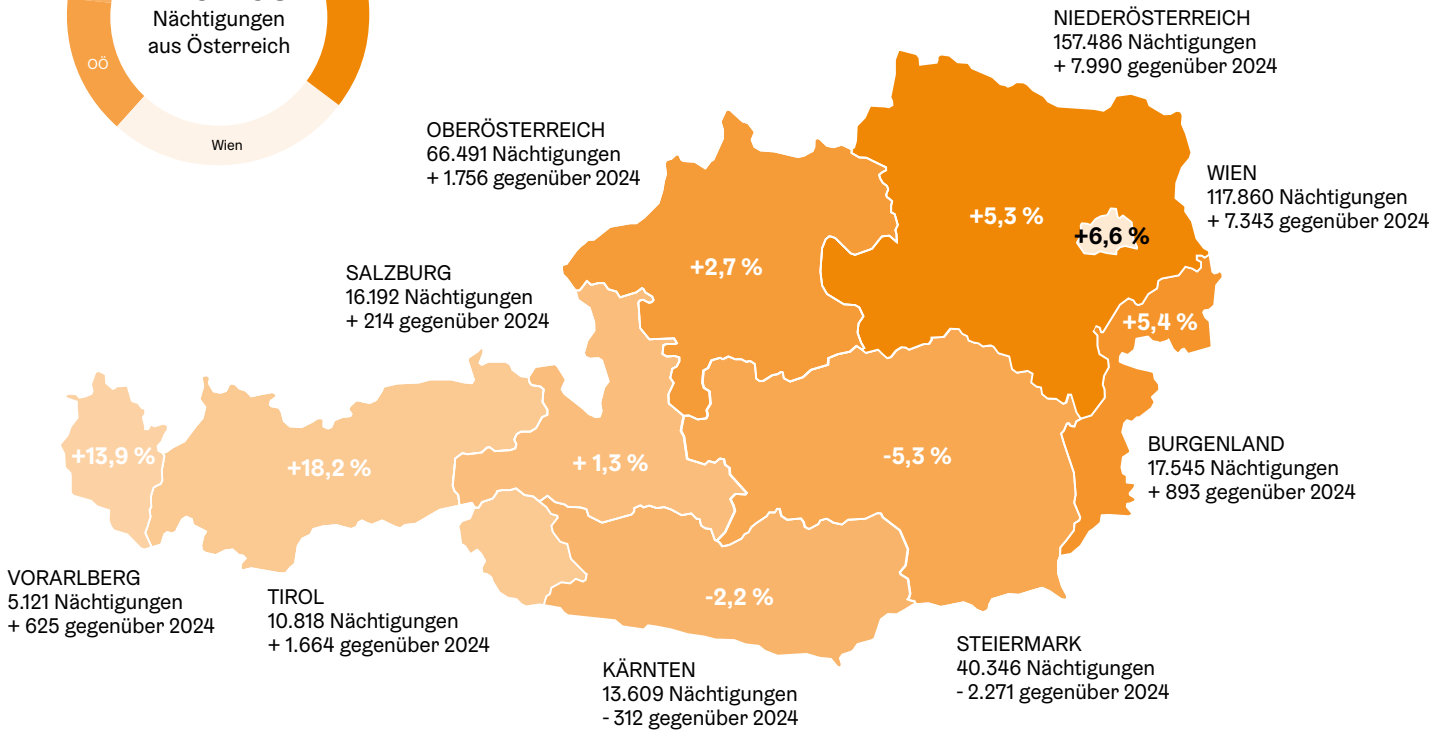 Nächtigungen
aus Österreich
OÖ
Wien
NIEDERÖSTERREICH
157.486 Nächtigungen
+ 7.990 gegenüber 2024
OBERÖSTERREICH
66.491 Nächtigungen
+ 1.756 gegenüber 2024
WIEN
117.860 Nächtigungen
+ 7.343 gegenüber 2024
+5,3 %
+6,6 %
+2,7 %
SALZBURG
16.192 Nächtigungen
+ 214 gegenüber 2024
+5,4 %
+13,9 %
+18,2 %
+ 1,3 %
-5,3 %
BURGENLAND
17.545 Nächtigungen
+ 893 gegenüber 2024
VORARLBERG
5.121 Nächtigungen
+ 625 gegenüber 2024
TIROL
10.818 Nächtigungen
+ 1.664 gegenüber 2024
-2,2 %
KÄRNTEN
13.609 Nächtigungen
- 312 gegenüber 2024
STEIERMARK
40.346 Nächtigungen
- 2.271 gegenüber 2024